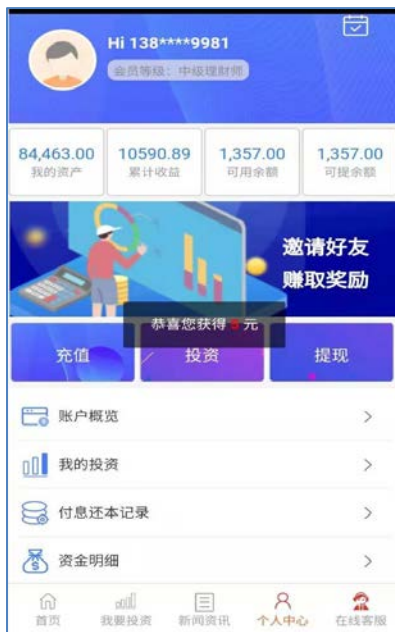 Hi 138****9981
会员等级：中级理财师
84,463.00
我的资产
10590.89
累计收益
1,357.00
可用余额
1,357.00
可提余额
邀请好友
赚取奖励
恭喜您获得 5 元
充值
投资
提现
账户概览
我的投资
付息还本记录
资金明细
首页
我要投资
新闻资讯
个人中心
在线客服